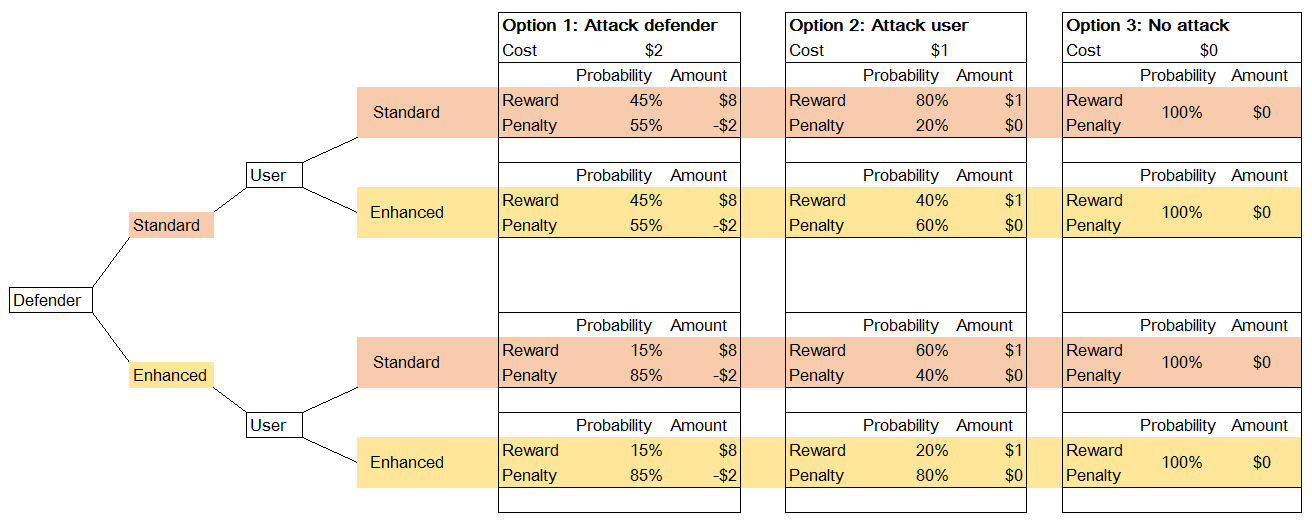 Option 1: Attack defender Option 2: Attack user Option 3: No attack
Cost $2 Cost $1 Cost $0
Probability Amount Probability Amount Probability Amount
Reward 45% $8 Reward 80% $1 Reward
Standard 100% $0
Penalty 55% -$2 Penalty 20% $0 Penalty
User Probability Amount Probability Amount Probability Amount
Reward 45% $8 Reward 40% $1 Reward
Enhanced 100% $0
Standard Penalty 55% -$2 Penalty 60% $0 Penalty
Defender
Probability Amount Probability Amount Probability Amount
Reward 15% $8 Reward 60% $1 Reward
Standard 100% $0
Enhanced Penalty 85% -$2 Penalty 40% $0 Penalty
User Probability Amount Probability Amount Probability Amount
Reward 15% $8 Reward 20% $1 Reward
Enhanced 100% $0
Penalty 85% -$2 Penalty 80% $0 Penalty